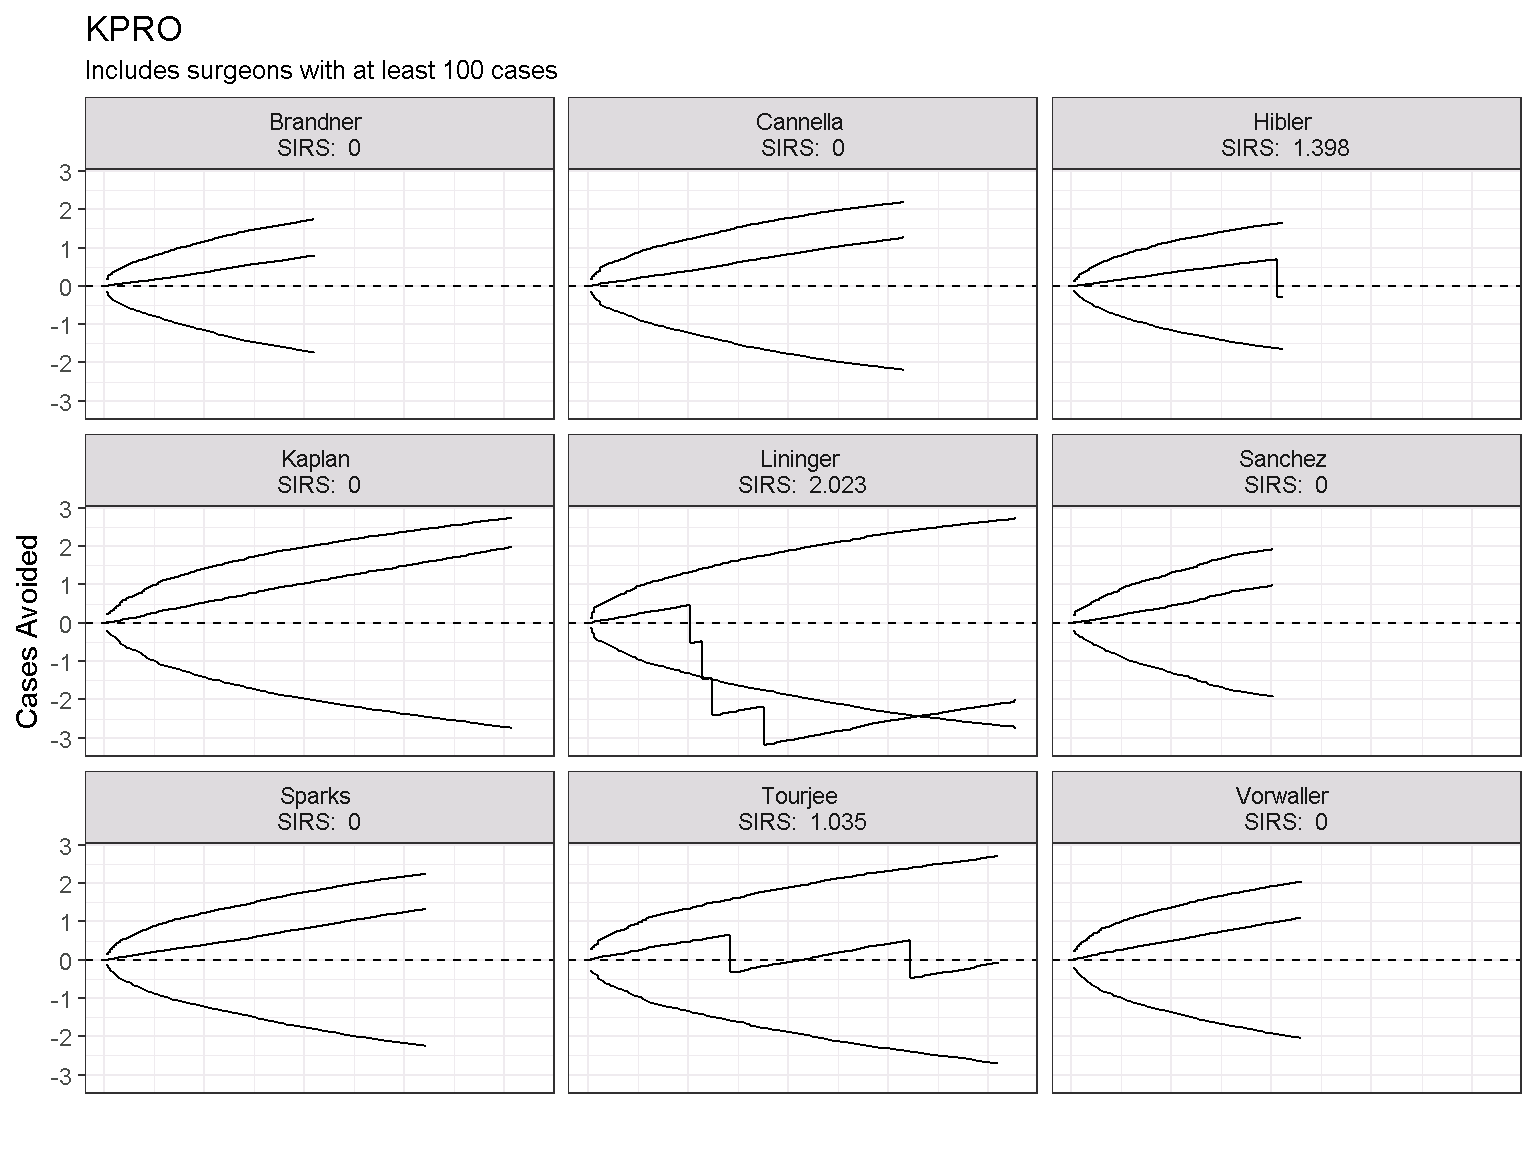 KPRO
Includes surgeons with at least 100 cases
Brandner
SIRS: 0
Cannella
SIRS: 0
Hibler
SIRS: 1.398
3
2
1
0
-1
-2
-3
Kaplan
SIRS: 0
Lininger
SIRS: 2.023
Sanchez
SIRS: 0
3
2
1
0
-1
-2
-3
Cases Avoided
Sparks
SIRS: 0
Tourjee
SIRS: 1.035
Vorwaller
SIRS: 0
3
2
1
0
-1
-2
-3